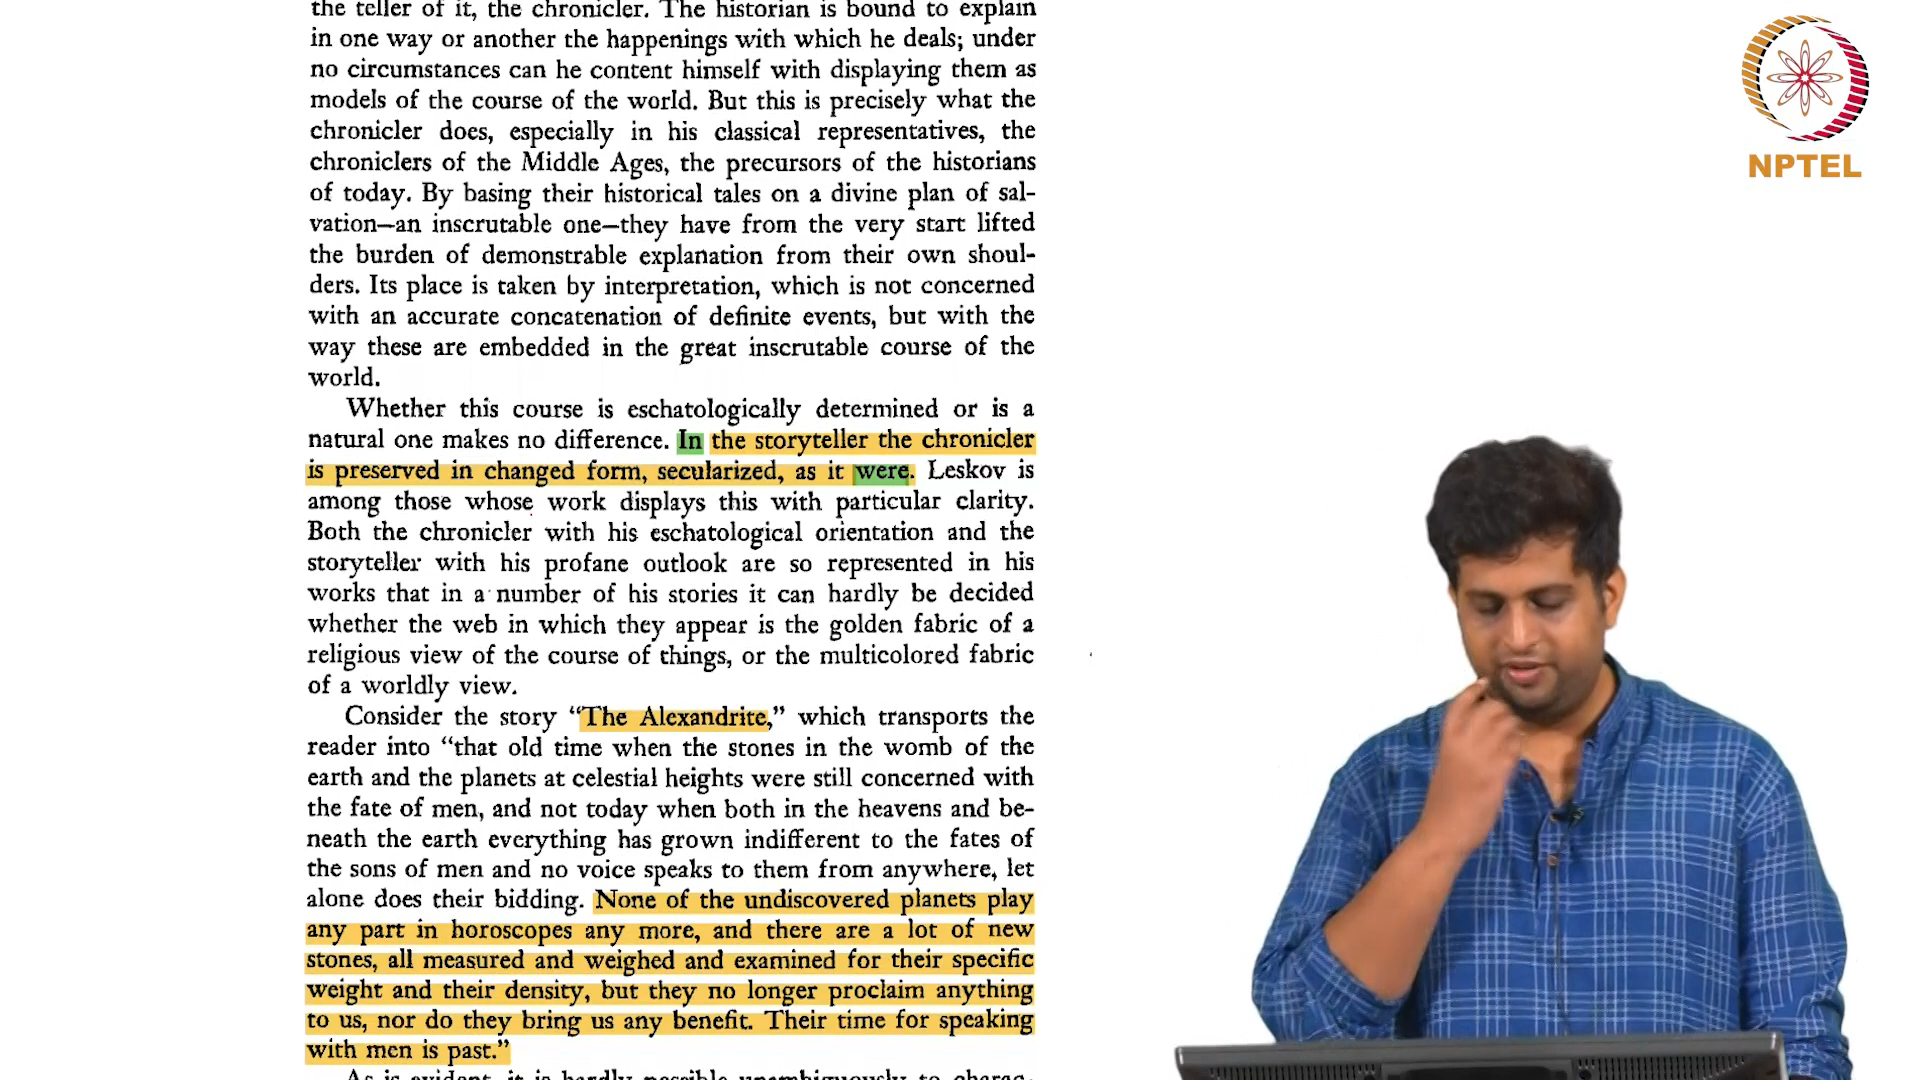 the teller of it, the chronicler. The historian is bound to explain
in one way or another the happenings with which he deals; under
no circumstances can he content himself with displaying them as
models of the course of the world. But this is precisely what the
chronicler does, especially in his classical representatives, the
chroniclers of the Middle Ages, the precursors of the historians
of today. By basing their historical tales on a divine plan of sal-
vation—an inscrutable one—they have from the very start lifted
the burden of demonstrable explanation from their own shoul-
ders. Its place is taken by interpretation, which is not concerned
with an accurate concatenation of definite events, but with the
way these are embedded in the great inscrutable course of the
world.
Whether this course is eschatologically determined or is a
natural one makes no difference. In the storyteller the chronicler
is preserved in changed form, secularized, as it were. Leskov is
among those whose work displays this with particular clarity.
Both the chronicler with his eschatological orientation and the
storyteller with his profane outlook are so represented in his
works that in a number of his stories it can hardly be decided
whether the web in which they appear is the golden fabric of a
religious view of the course of things, or the multicolored fabric
of a worldly view.
Consider the story “The Alexandrite,” which transports the
reader into “that old time when the stones in the womb of the
earth and the planets at celestial heights were still concerned with
the fate of men, and not today when both in the heavens and be-
neath the earth everything has grown indifferent to the fates of
the sons of men and no voice speaks to them from anywhere, let
alone does their bidding. None of the undiscovered planets play
any part in horoscopes any more, and there are a lot of new
stones, all measured and weighed and examined for their specific
weight and their density, but they no longer proclaim anything
to us, nor do they bring us any benefit. Their time for speaking
with men is past.”
As is evident, it is hardly possible unambiguously to charac-
NPTEL